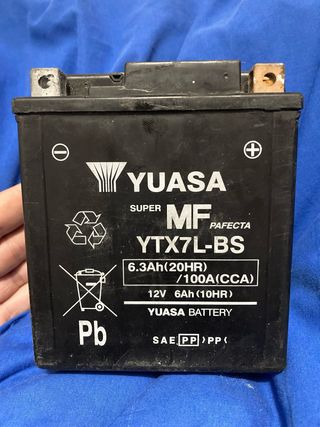 YUASA
SUPER MF PAFECTA
YTX7L-BS
6.3Ah(20HR)
/100A(CCA)
12V 6Ah(10HR)
YUASA BATTERY
Pb
SAE PP >PP<